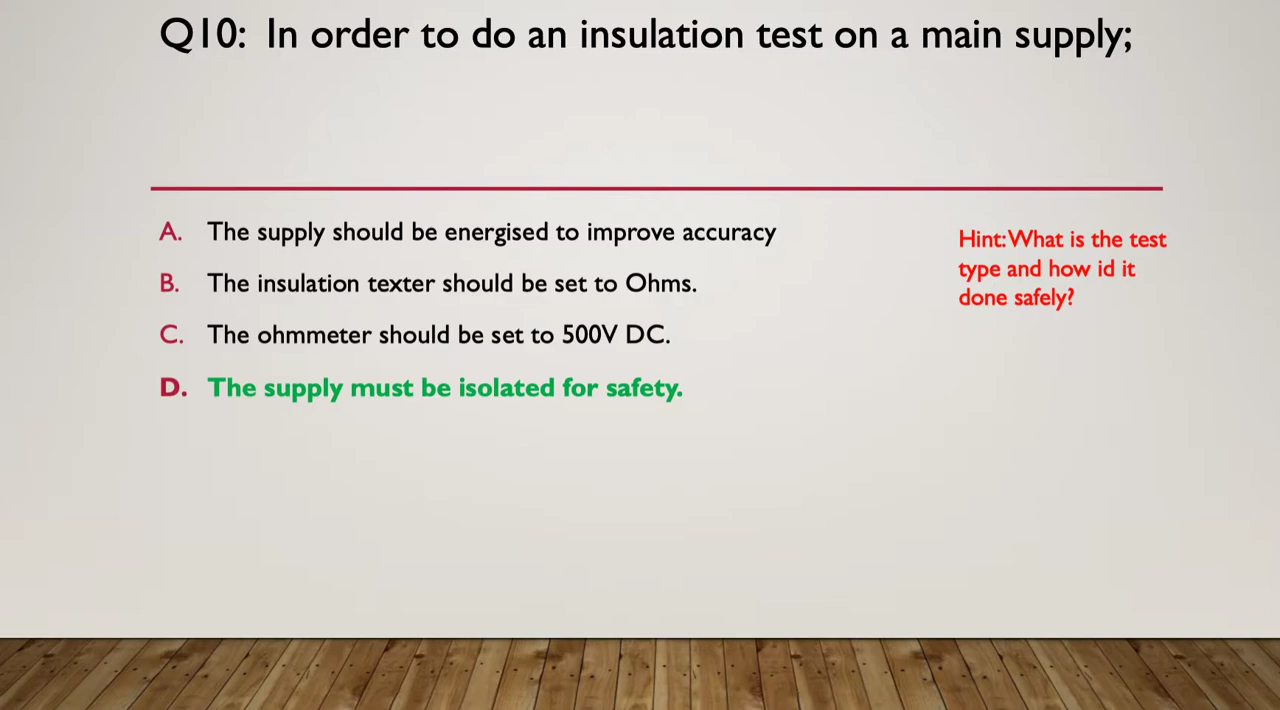 Q10: In order to do an insulation test on a main supply;
A. The supply should be energised to improve accuracy
B. The insulation texter should be set to Ohms.
C. The ohmmeter should be set to 500V DC.
D. The supply must be isolated for safety.
Hint: What is the test
type and how id it
done safely?